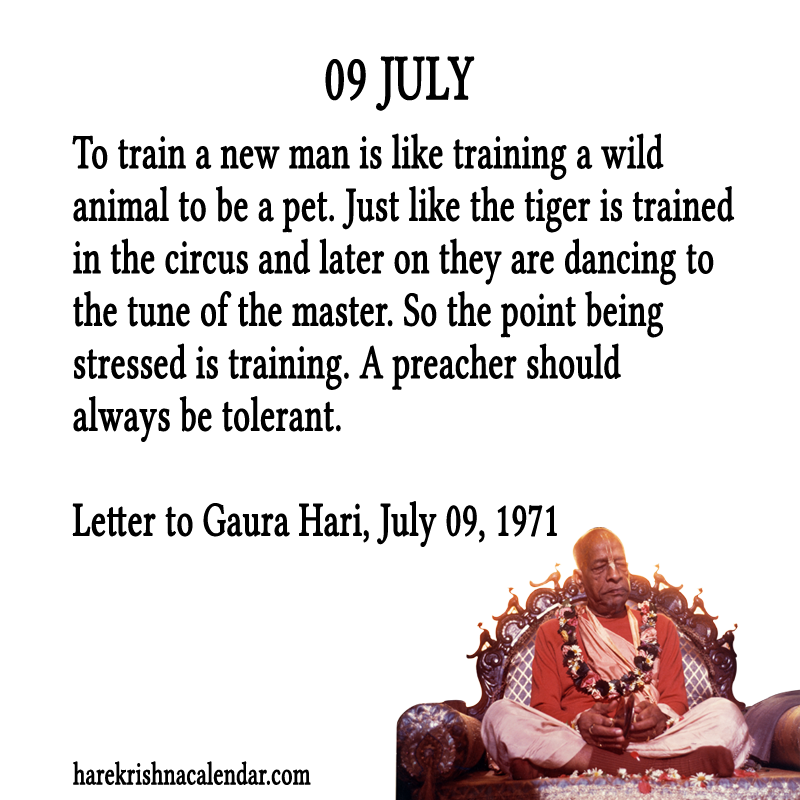 09 JULY
To train a new man is like training a wild
animal to be a pet. Just like the tiger is trained
in the circus and later on they are dancing to
the tune of the master. So the point being
stressed is training. A preacher should
always be tolerant.
Letter to Gaura Hari, July 09, 1971
harekrishnacalendar.com